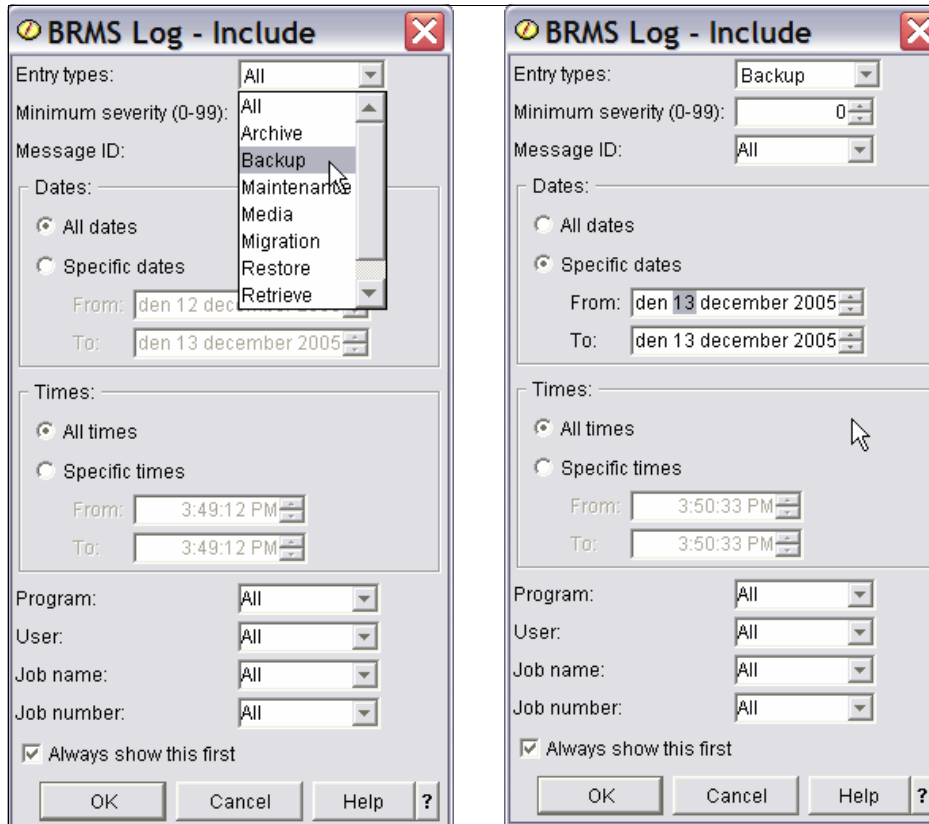 BRMS Log - Include
Entry types: All
All
Archive
Backup
Maintenance
Media
Migration
Restore
Retrieve
Minimum severity (0-99):
Message ID:
Dates:
All dates
Specific dates
From: den 12 dec
To: den 13 december 2005
Times:
All times
Specific times
From: 3:49:12 PM
To: 3:49:12 PM
Program: All
User: All
Job name: All
Job number: All
Always show this first
OK Cancel Help ?
BRMS Log - Include
Entry types: Backup
Minimum severity (0-99): 0
Message ID: All
Dates:
All dates
Specific dates
From: den 13 december 2005
To: den 13 december 2005
Times:
All times
Specific times
From: 3:50:33 PM
To: 3:50:33 PM
Program: All
User: All
Job name: All
Job number: All
Always show this first
OK Cancel Help ?